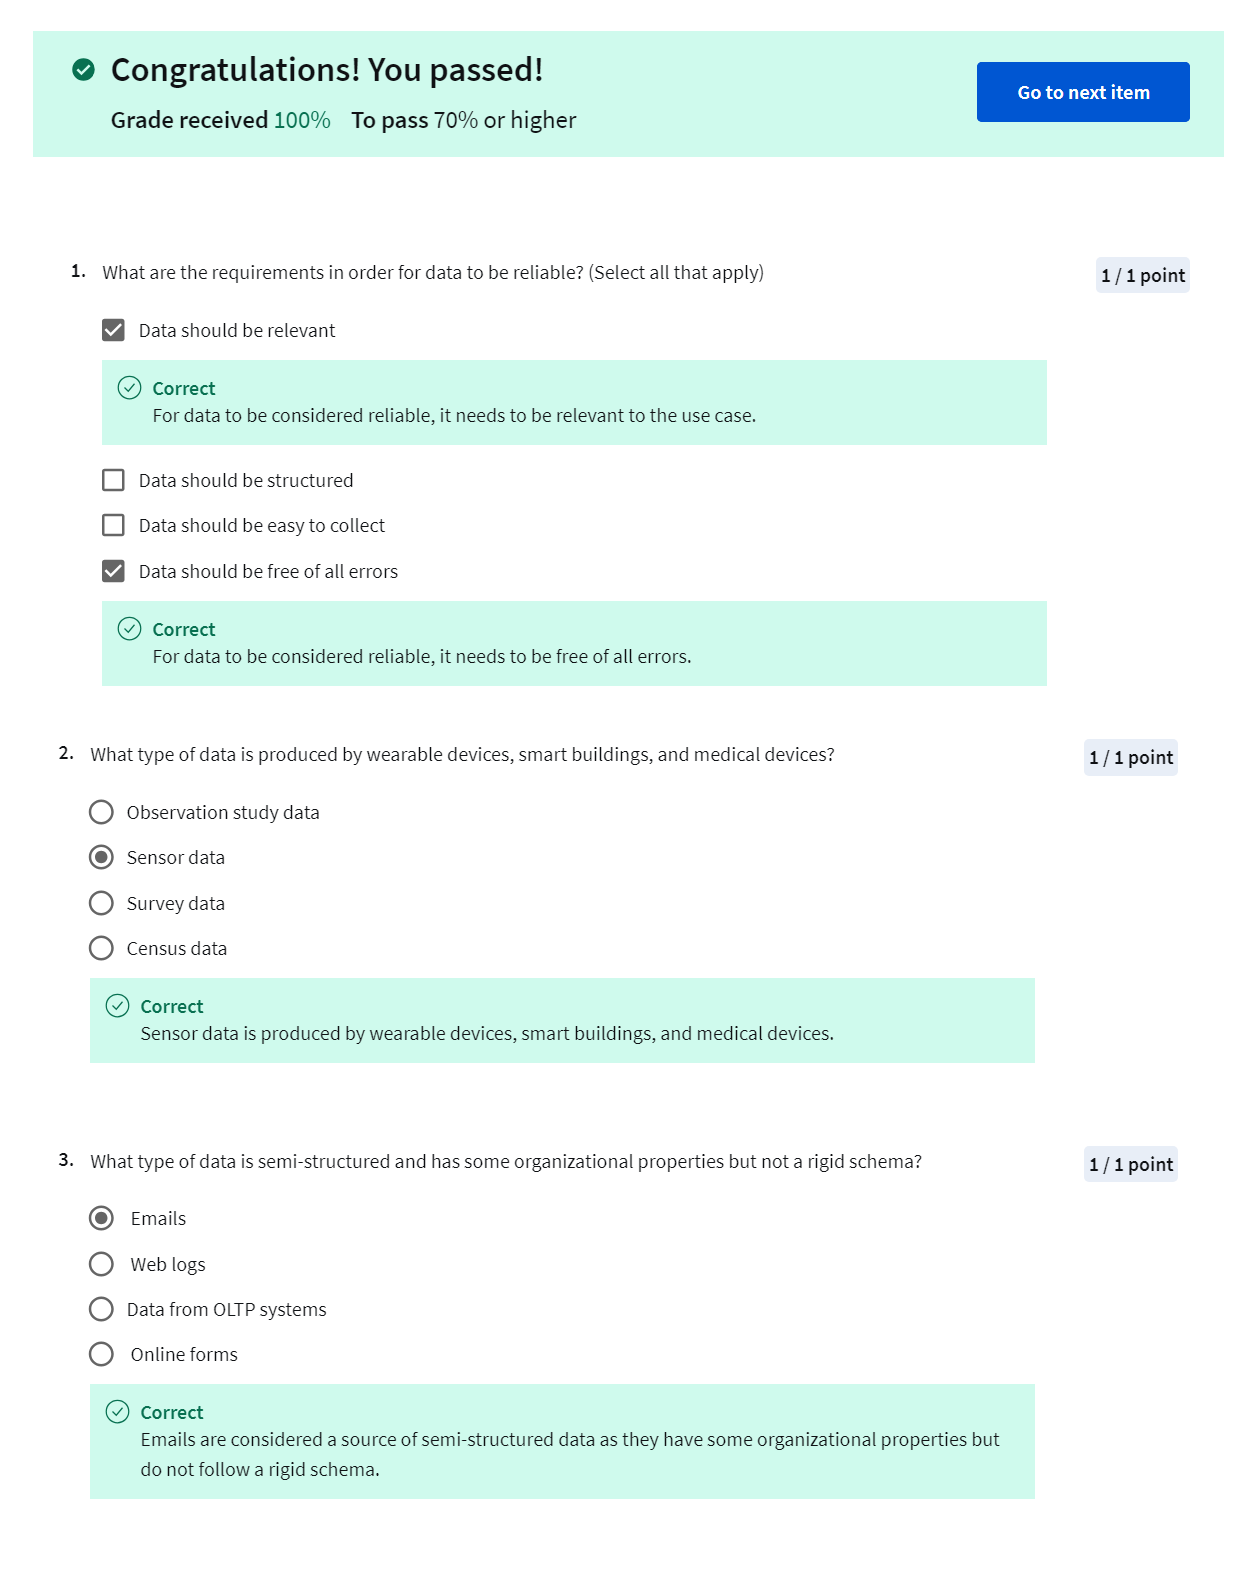 Congratulations! You passed!
Grade received 100% To pass 70% or higher
Go to next item
1. What are the requirements in order for data to be reliable? (Select all that apply)
1 / 1 point
Data should be relevant
Correct
For data to be considered reliable, it needs to be relevant to the use case.
Data should be structured
Data should be easy to collect
Data should be free of all errors
Correct
For data to be considered reliable, it needs to be free of all errors.
2. What type of data is produced by wearable devices, smart buildings, and medical devices?
1 / 1 point
Observation study data
Sensor data
Survey data
Census data
Correct
Sensor data is produced by wearable devices, smart buildings, and medical devices.
3. What type of data is semi-structured and has some organizational properties but not a rigid schema?
1 / 1 point
Emails
Web logs
Data from OLTP systems
Online forms
Correct
Emails are considered a source of semi-structured data as they have some organizational properties but
do not follow a rigid schema.